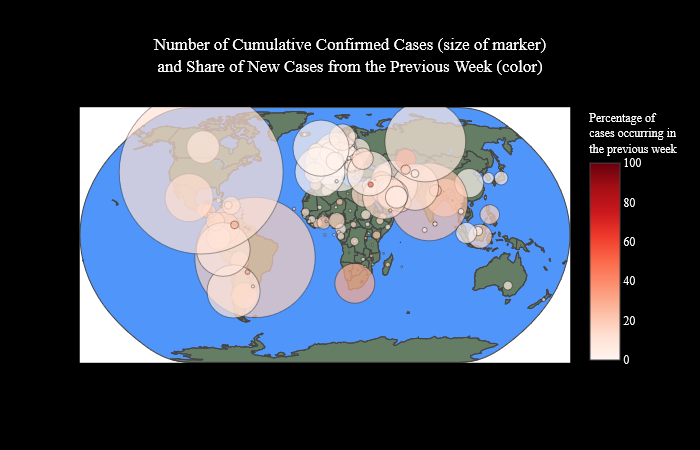 Number of Cumulative Confirmed Cases (size of marker)
and Share of New Cases from the Previous Week (color)
Percentage of
cases occurring in
the previous week
100
80
60
40
20
0